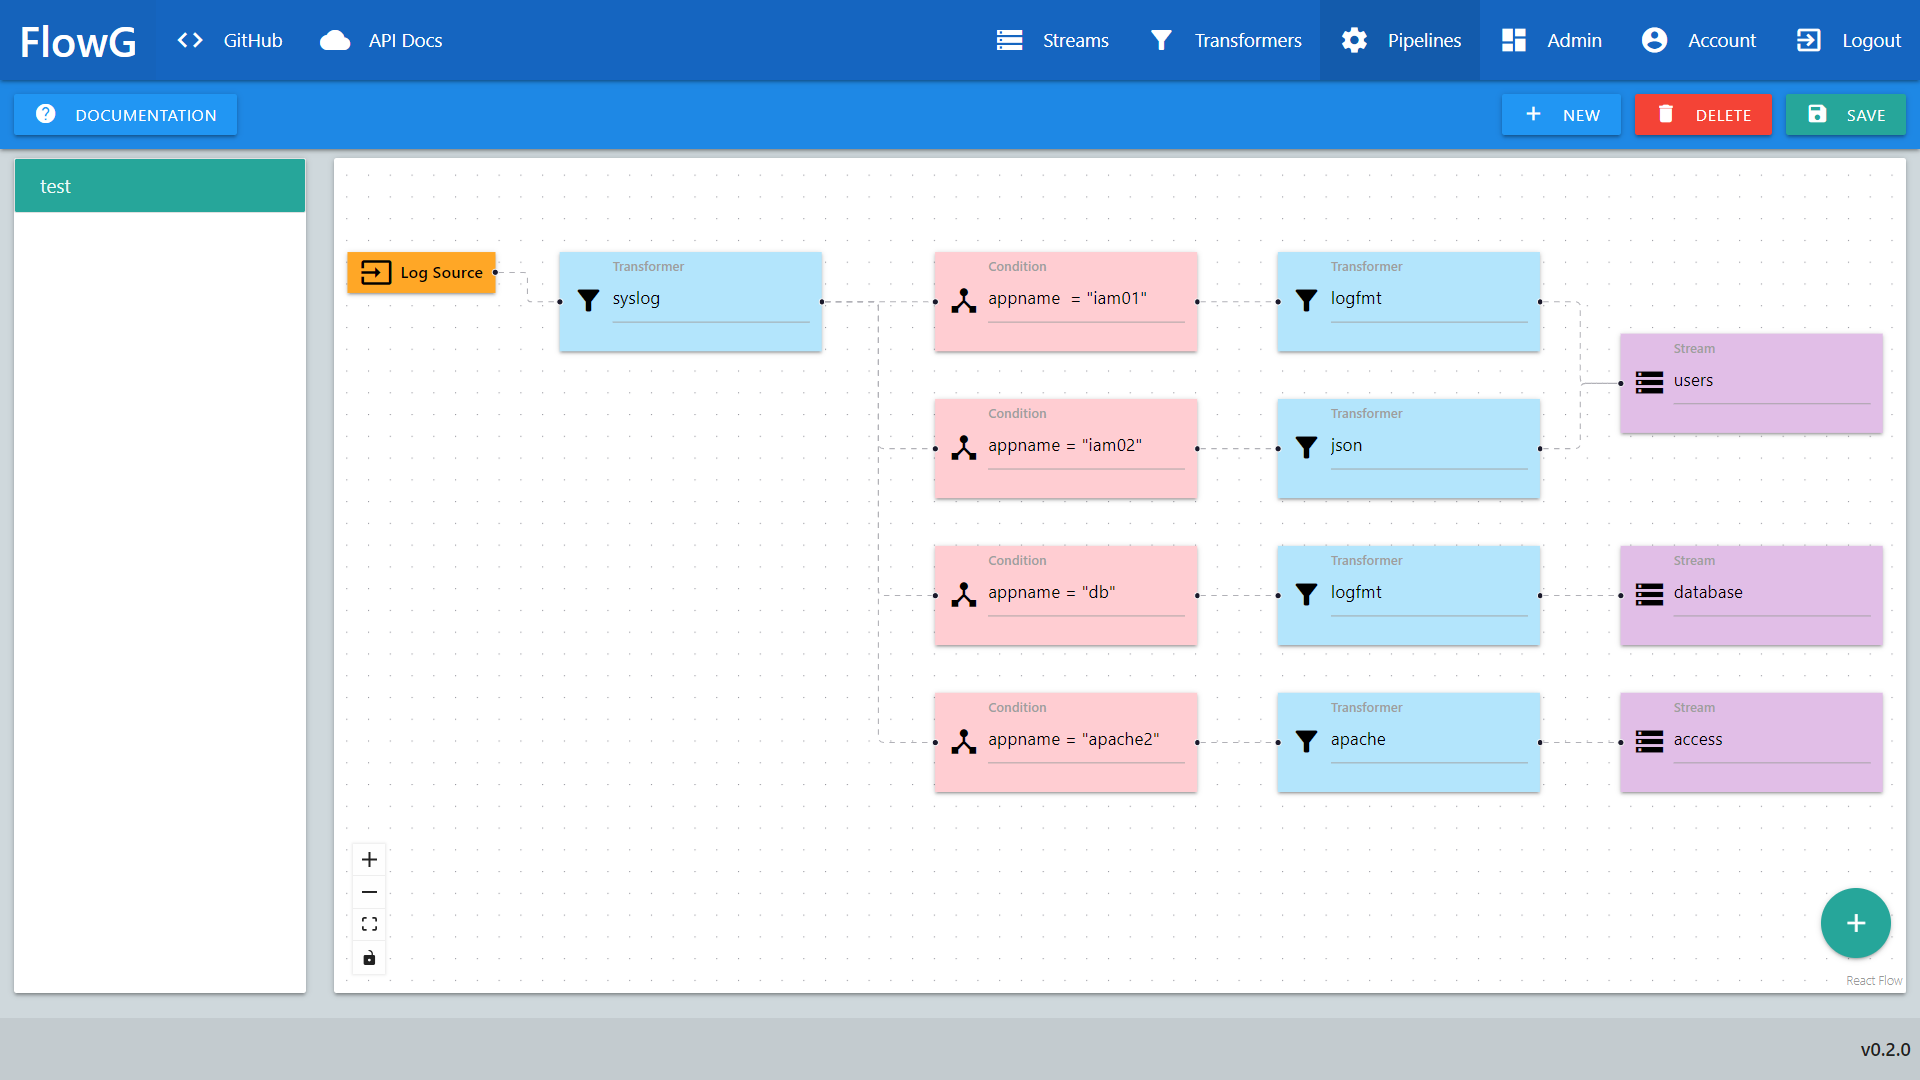 FlowG
GitHub
API Docs
Streams
Transformers
Pipelines
Admin
Account
Logout
DOCUMENTATION
NEW
DELETE
SAVE
test
Log Source
Transformer
syslog
Condition
appname  = "iam01"
Transformer
logfmt
Stream
users
Condition
appname = "iam02"
Transformer
json
Condition
appname = "db"
Transformer
logfmt
Stream
database
Condition
appname = "apache2"
Transformer
apache
Stream
access
React Flow
v0.2.0